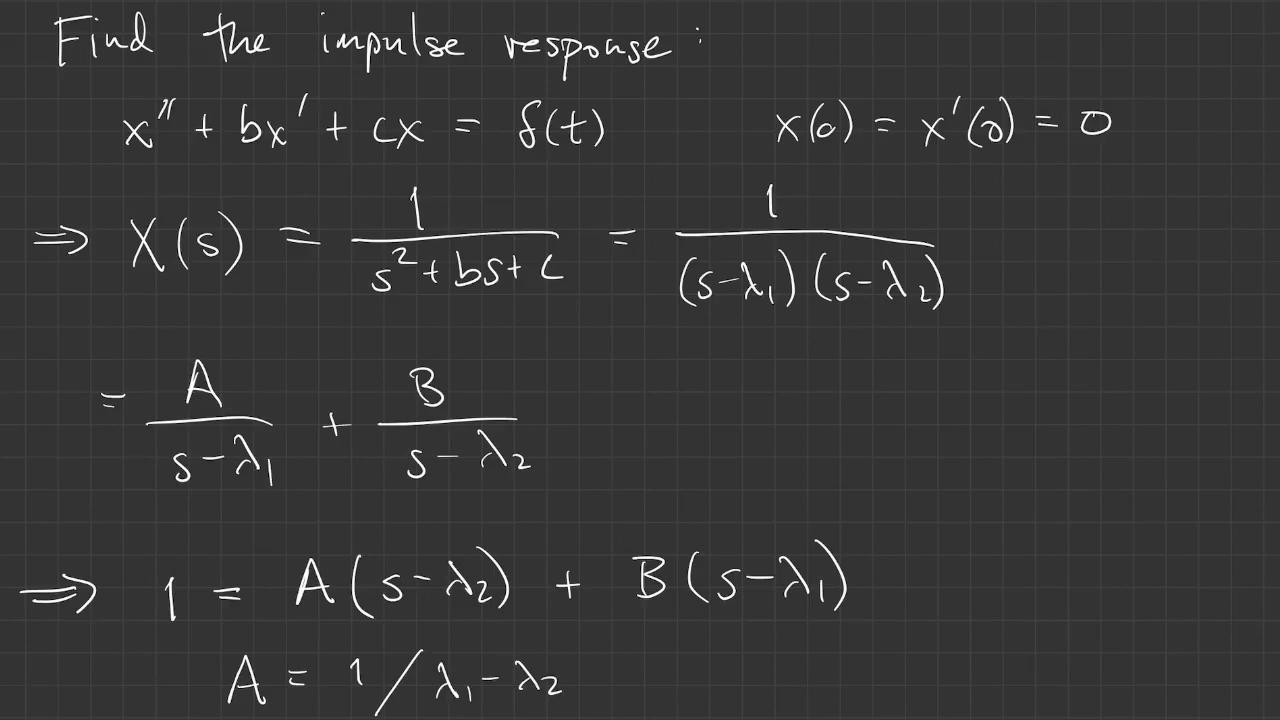 Find the impulse response:
x'' + bx' + cx = δ(t) x(0) = x'(0) = 0
⇒ X(s) = 1/(s² + bs + c) = 1/((s-λ₁)(s-λ₂))
= A/(s-λ₁) + B/(s-λ₂)
⇒ 1 = A(s-λ₂) + B(s-λ₁)
A = 1/λ₁-λ₂